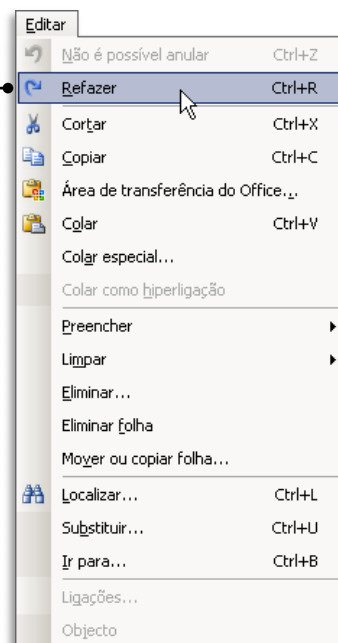 Editar
Não é possível anular Ctrl+Z
Refazer Ctrl+R
Cortar Ctrl+X
Copiar Ctrl+C
Área de transferência do Office...
Colar Ctrl+V
Colar especial...
Colar como hiperligação
Preencher
Limpar
Eliminar...
Eliminar folha
Mover ou copiar folha...
Localizar... Ctrl+L
Substituir... Ctrl+U
Ir para... Ctrl+B
Ligações...
Objecto